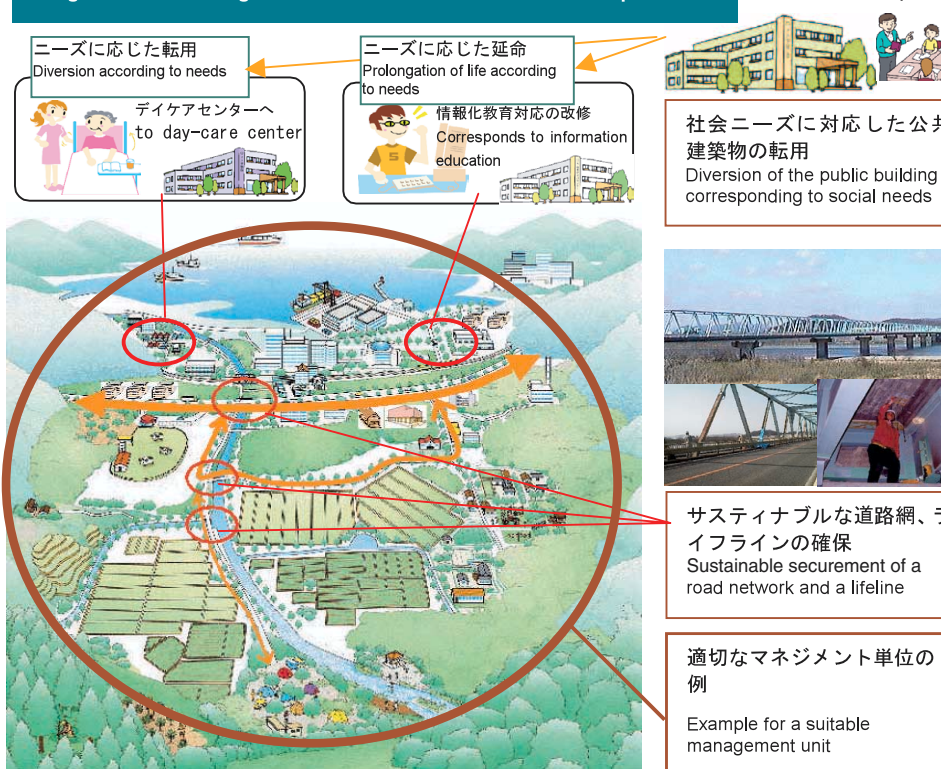 ニーズに応じた転用
Diversion according to needs
デイケアセンターへ
to day-care center
ニーズに応じた延命
Prolongation of life according
to needs
情報化教育対応の改修
Corresponds to information
education
社会ニーズに対応した公共
建築物の転用
Diversion of the public building
corresponding to social needs
サスティナブルな道路網、ラ
イフラインの確保
Sustainable securement of a
road network and a lifeline
適切なマネジメント単位の
例
Example for a suitable
management unit